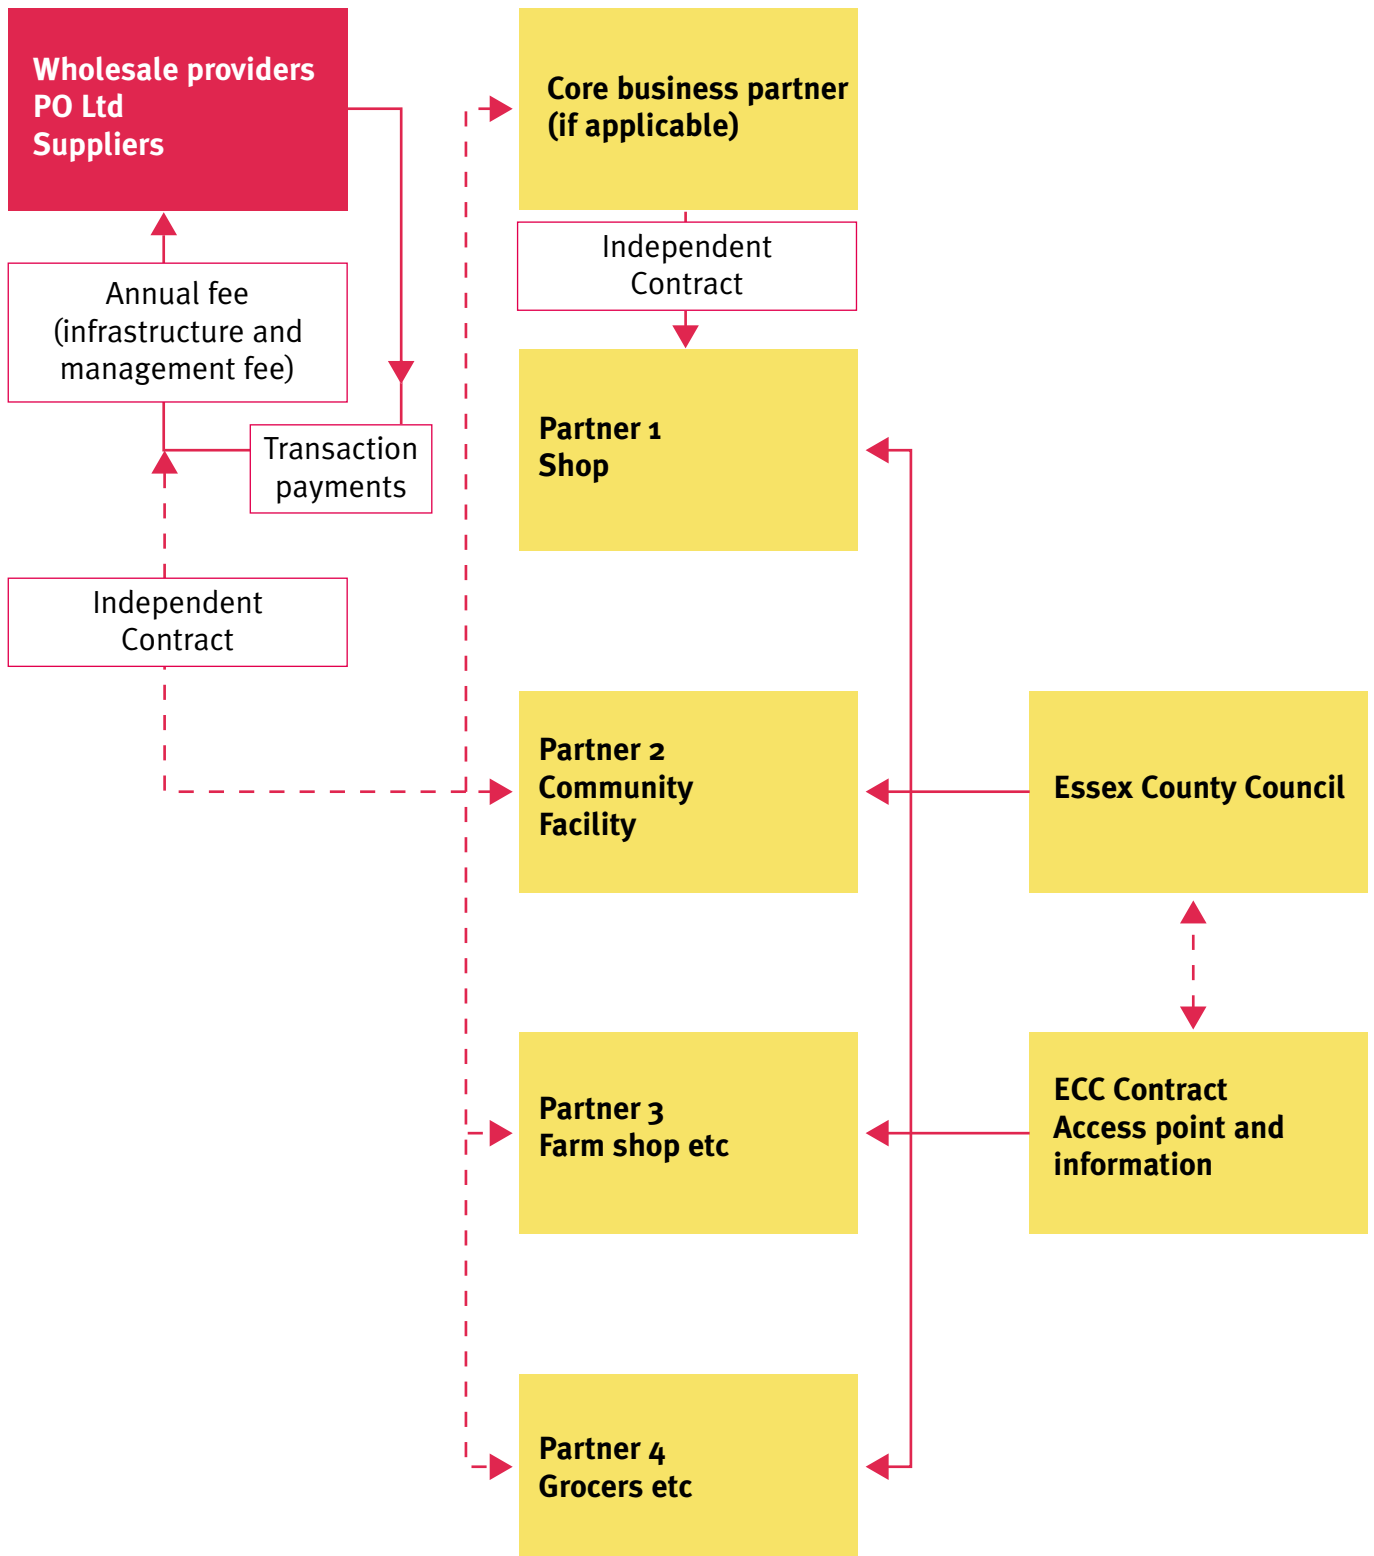 Wholesale providers
PO Ltd
Suppliers
Core business partner
(if applicable)
Independent
Contract
Annual fee
(infrastructure and
management fee)
Partner 1
Shop
Transaction
payments
Independent
Contract
Partner 2
Community
Facility
Essex County Council
Partner 3
Farm shop etc
ECC Contract
Access point and
information
Partner 4
Grocers etc